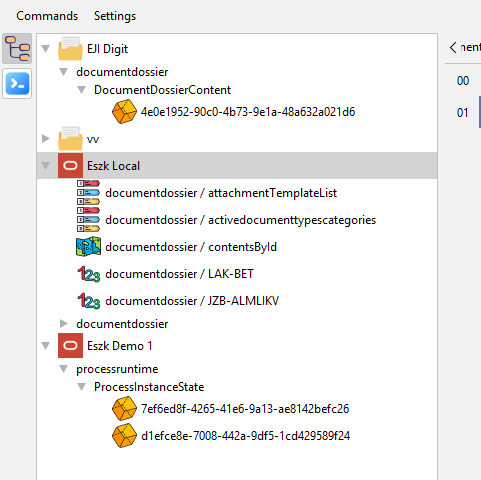 Commands Settings
EJI Digit
documentdossier
DocumentDossierContent
4e0e1952-90c0-4b73-9e1a-48a632a021d6
vv
Eszk Local
documentdossier / attachmentTemplateList
documentdossier / activedocumenttypescategories
documentdossier / contentsById
documentdossier / LAK-BET
documentdossier / JZB-ALMLIKV
documentdossier
Eszk Demo 1
processruntime
ProcessInstanceState
7ef6ed8f-4265-41e6-9a13-ae8142befc26
d1efce8e-7008-442a-9df5-1cd429589f24
00
01